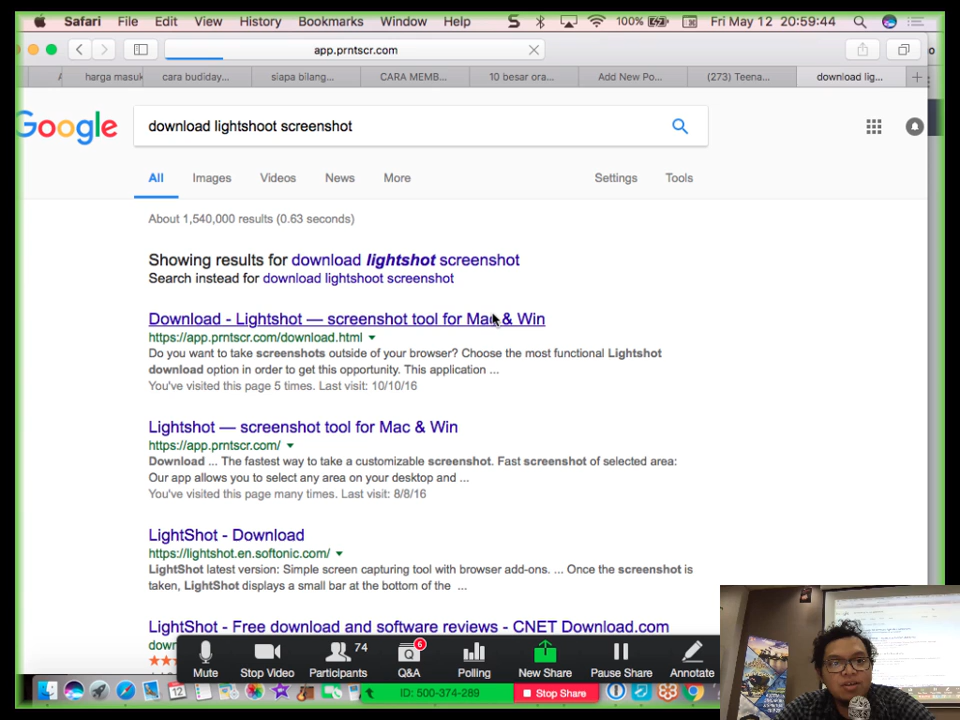 Safari File Edit View History Bookmarks Window Help 100% Fri May 12 20:59:44
app.prntscr.com
harga masuk cara budiday... siapa bilang... CARA MEMB... 10 besar ora... Add New Po... (273) Teena... download lig...
Google download lightshoot screenshot
All Images Videos News More Settings Tools
About 1,540,000 results (0.63 seconds)
Showing results for download lightshot screenshot
Search instead for download lightshoot screenshot
Download - Lightshot — screenshot tool for Mac & Win
https://app.prntscr.com/download.html
Do you want to take screenshots outside of your browser? Choose the most functional Lightshot
download option in order to get this opportunity. This application ...
You've visited this page 5 times. Last visit: 10/10/16
Lightshot — screenshot tool for Mac & Win
https://app.prntscr.com/
Download ... The fastest way to take a customizable screenshot. Fast screenshot of selected area:
Our app allows you to select any area on your desktop and ...
You've visited this page many times. Last visit: 8/8/16
LightShot - Download
https://lightshot.en.softonic.com/
LightShot latest version: Simple screen capturing tool with browser add-ons. ... Once the screenshot is
taken, LightShot displays a small bar at the bottom of the ...
LightShot - Free download and software reviews - CNET Download.com
dow
74 6
Mute Stop Video Participants Q&A Polling New Share Pause Share Annotate
12 ID: 500-374-289 Stop Share